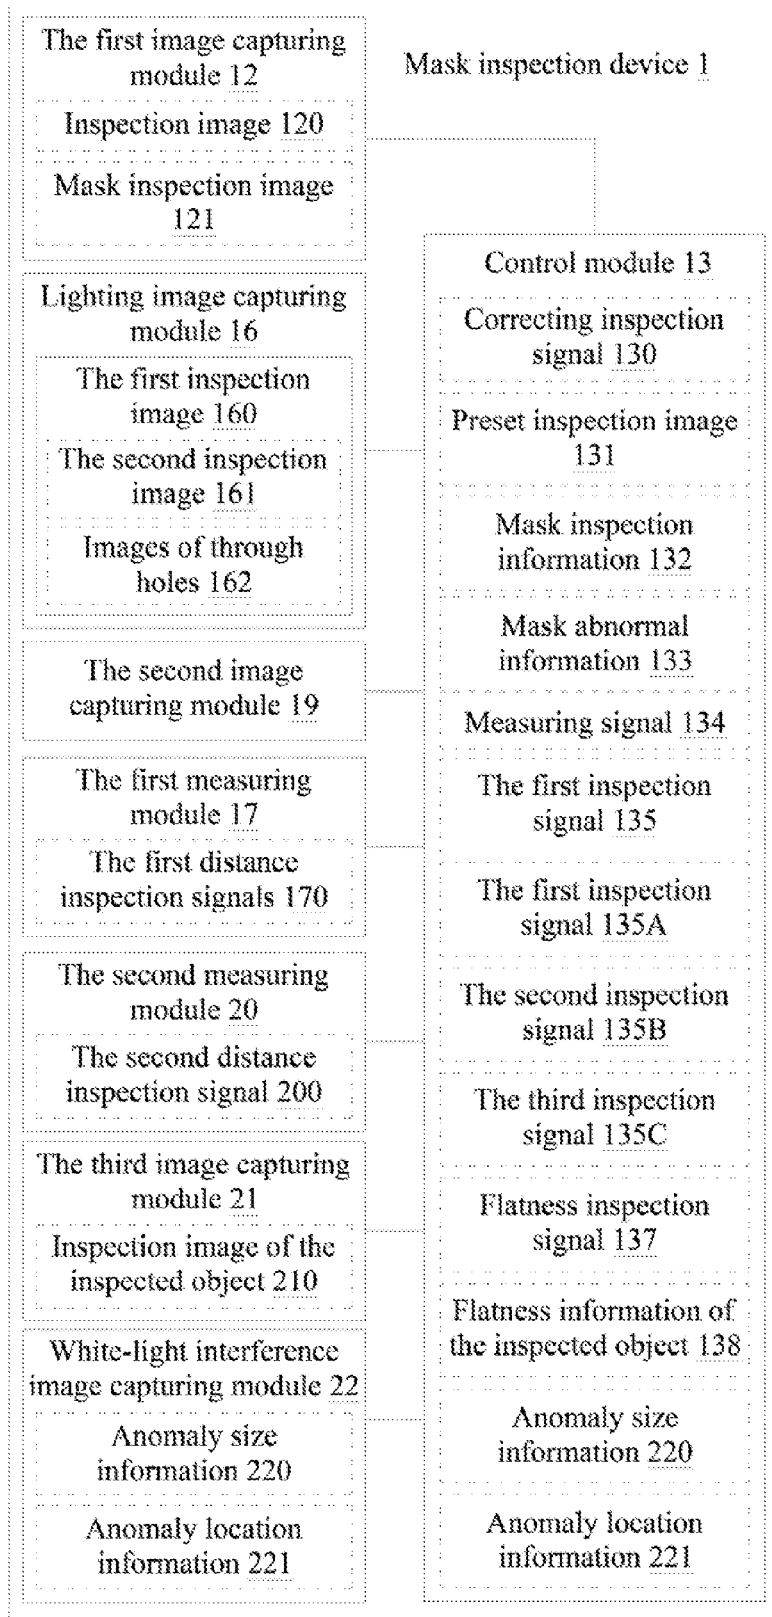 The first image capturing
module 12
Inspection image 120
Mask inspection image
121
Mask inspection device 1
Lighting image capturing
module 16
The first inspection
image 160
The second inspection
image 161
Images of through
holes 162
The second image
capturing module 19
The first measuring
module 17
The first distance
inspection signals 170
The second measuring
module 20
The second distance
inspection signal 200
The third image capturing
module 21
Inspection image of the
inspected object 210
White-light interference
image capturing module 22
Anomaly size
information 220
Anomaly location
information 221
Control module 13
Correcting inspection
signal 130
Preset inspection image
131
Mask inspection
information 132
Mask abnormal
information 133
Measuring signal 134
The first inspection
signal 135
The first inspection
signal 135A
The second inspection
signal 135B
The third inspection
signal 135C
Flatness inspection
signal 137
Flatness information of
the inspected object 138
Anomaly size
information 220
Anomaly location
information 221